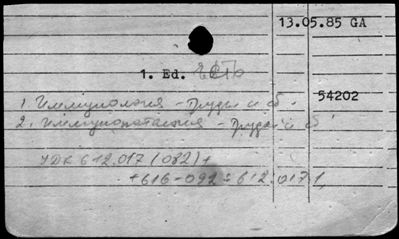 13.05.85 GA
1. Ed. Есть
54202
1. Иммунология - Труды и сб.
2. Иммунопатология - Труды и сб.
УДК 612.017(082)+
+616-092:612.017.1